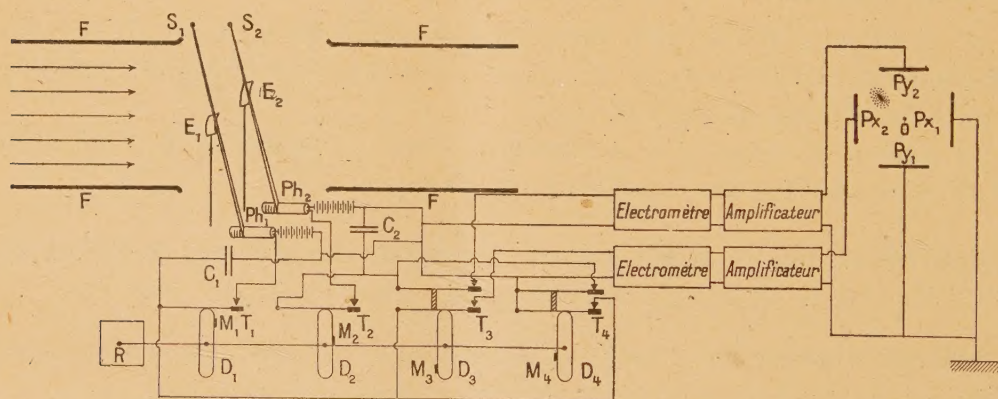 F
S₁ S₂
F
E₂
E₁
Px₂ 0 Px₁
Py₂
Py₁
F
Ph₂
F
Ph₁
C₂
C₁
Electromètre Amplificateur
Electromètre Amplificateur
M₁ T₁
M₂ T₂
T₃
T₄
R
D₁
D₂
M₃ D₃
M₄ D₄